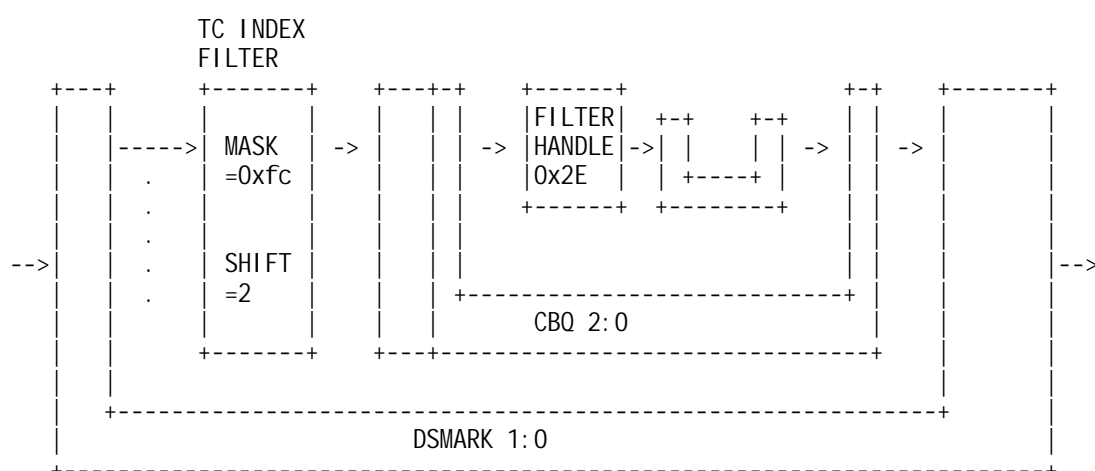 TC INDEX
FILTER
FILTER
MASK -> -> HANDLE -> -> ->
=0xfc 0x2E
--> SHIFT -->
=2
CBQ 2:0
DSMARK 1:0